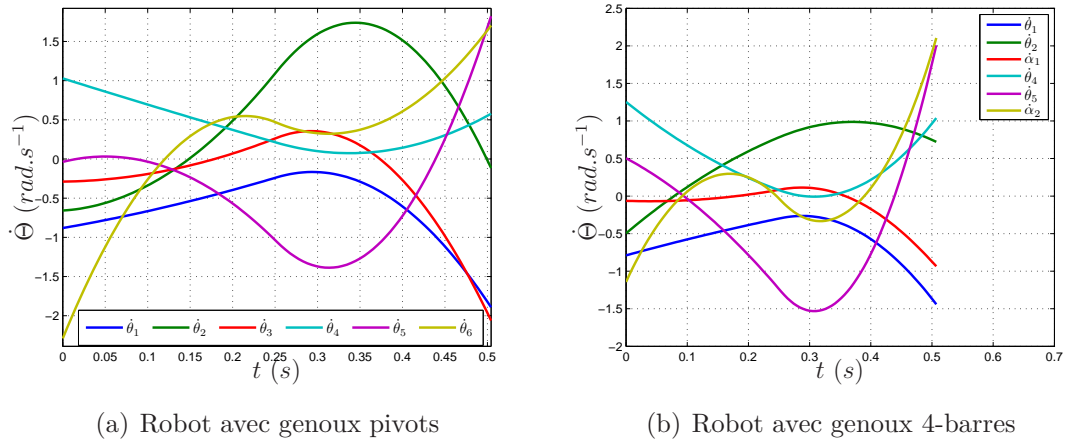 1.5
1
0.5
0
−0.5
−1
−1.5
−2
Θ̇ (rad.s⁻¹)
θ̇₁ θ̇₂ θ̇₃ θ̇₄ θ̇₅ θ̇₆
0 0.05 0.1 0.15 0.2 0.25 0.3 0.35 0.4 0.45 0.5
t (s)
(a) Robot avec genoux pivots
2.5
2
1.5
1
0.5
0
−0.5
−1
−1.5
−2
Θ̇ (rad.s⁻¹)
θ̇₁
θ̇₂
α̇₁
θ̇₄
θ̇₅
α̇₂
0 0.1 0.2 0.3 0.4 0.5 0.6 0.7
t (s)
(b) Robot avec genoux 4-barres